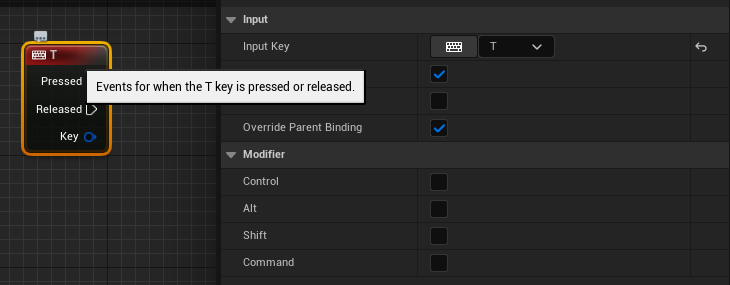 Input
Input Key
T
T
Pressed
Events for when the T key is pressed or released.
Released
Key
Override Parent Binding
Modifier
Control
Alt
Shift
Command